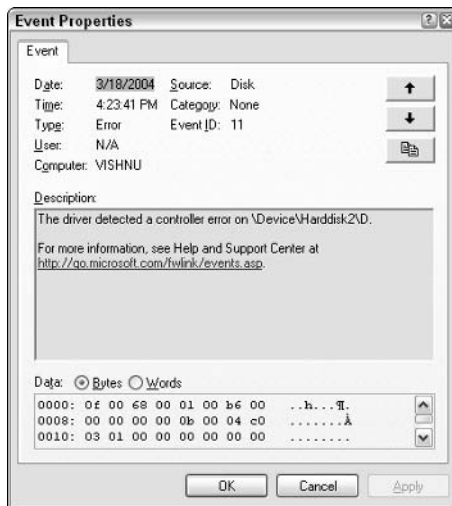 Event Properties
Event
Date: 3/18/2004 Source: Disk
Time: 4:23:41 PM Category: None
Type: Error Event ID: 11
User: N/A
Computer: VISHNU
Description:
The driver detected a controller error on \Device\Harddisk2\D.
For more information, see Help and Support Center at
http://go.microsoft.com/fwlink/events.asp.
Data: Bytes Words
0000: 0f 00 68 00 01 00 b6 00 ..h...¶.
0008: 00 00 00 00 0b 00 04 c0 .......À
0010: 03 01 00 00 00 00 00 00 ........
OK Cancel Apply